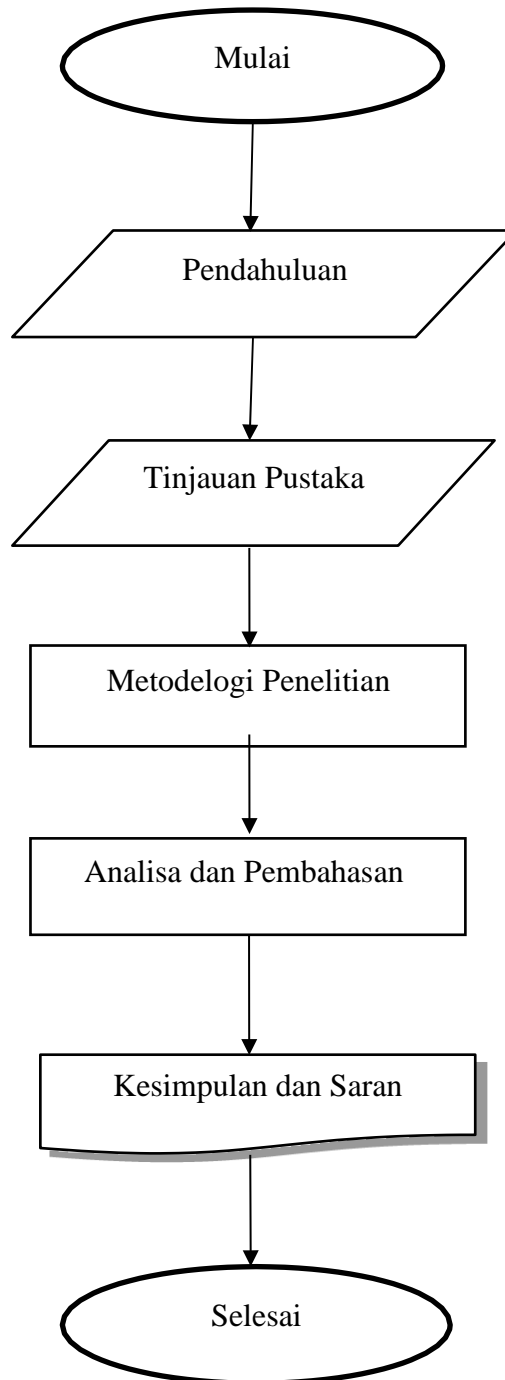 Mulai
Pendahuluan
Tinjauan Pustaka
Metodelogi Penelitian
Analisa dan Pembahasan
Kesimpulan dan Saran
Selesai